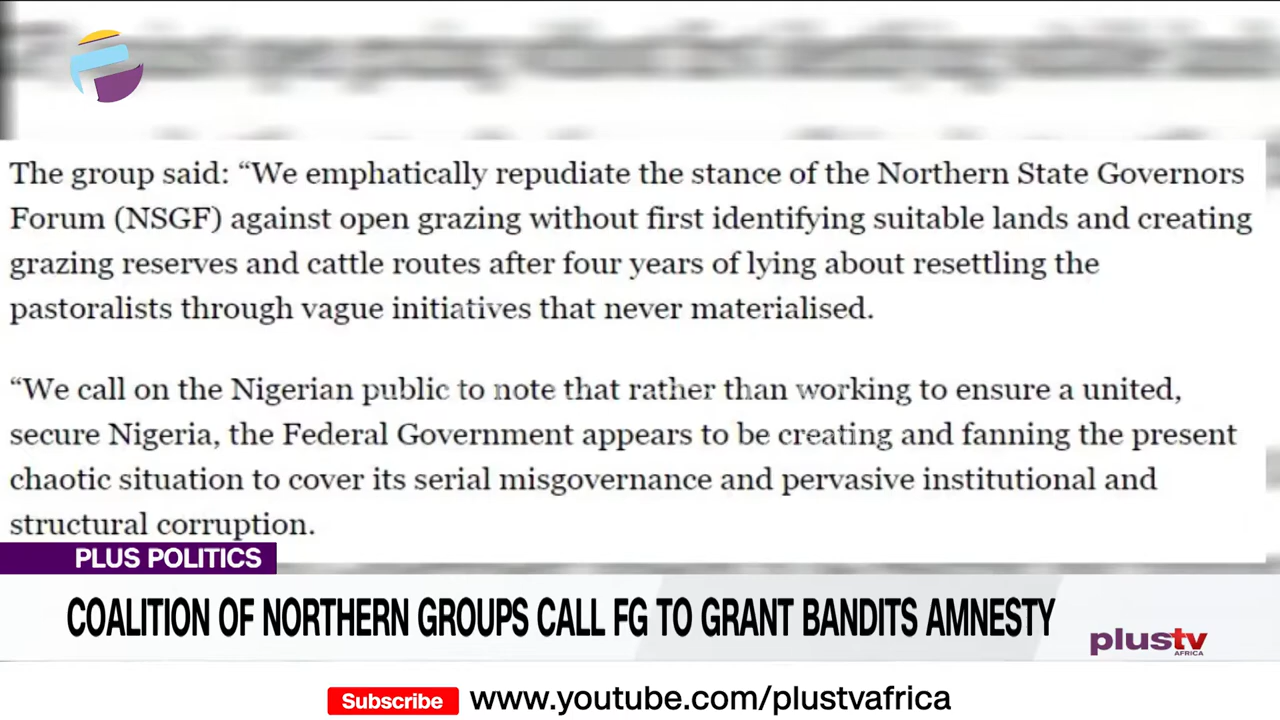 The group said: “We emphatically repudiate the stance of the Northern State Governors
Forum (NSGF) against open grazing without first identifying suitable lands and creating
grazing reserves and cattle routes after four years of lying about resettling the
pastoralists through vague initiatives that never materialised.
“We call on the Nigerian public to note that rather than working to ensure a united,
secure Nigeria, the Federal Government appears to be creating and fanning the present
chaotic situation to cover its serial misgovernance and pervasive institutional and
structural corruption.
PLUS POLITICS
COALITION OF NORTHERN GROUPS CALL FG TO GRANT BANDITS AMNESTY
plustv
AFRICA
Subscribe www.youtube.com/plustvafrica